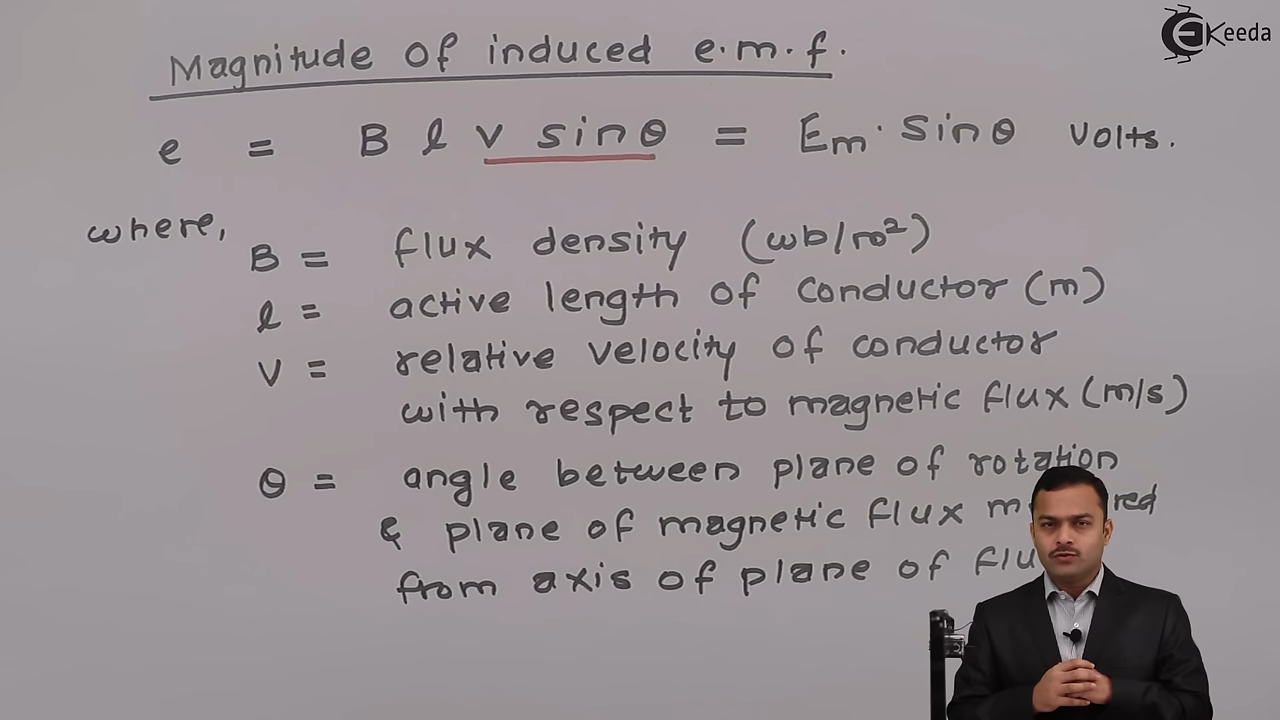 EKeeda
Magnitude of induced e.m.f.
e = B l v sinθ = Em. Sinθ volts.
where,
B = flux density (wb/m²)
l = active length of conductor (m)
V = relative velocity of conductor
with respect to magnetic flux (m/s)
θ = angle between plane of rotation
& plane of magnetic flux
from axis of plane of